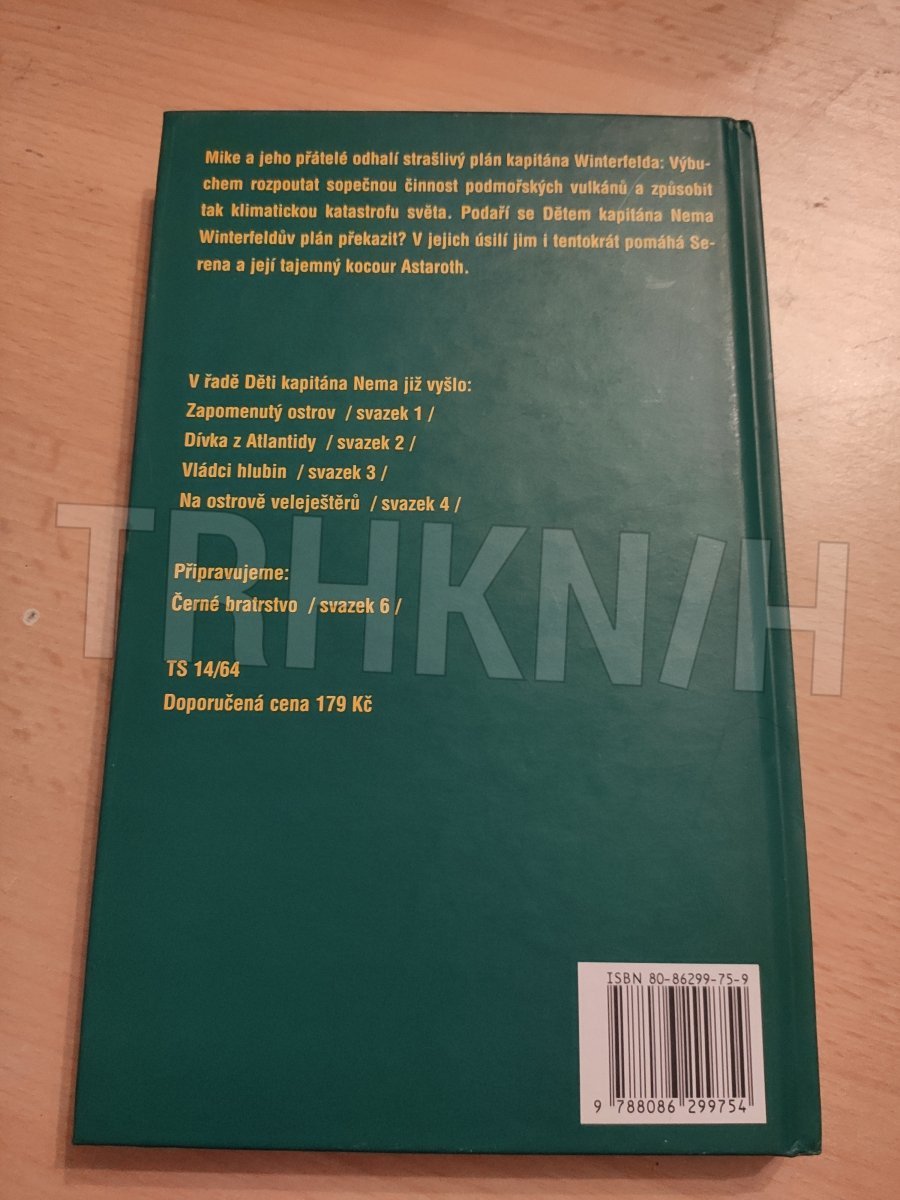 Mike a jeho přátelé odhalí strašlivý plán kapitána Winterfelda: Výbu-
chem rozpoutat sopečnou činnost podmořských vulkánů a způsobit
tak klimatickou katastrofu světa. Podaří se Dětem kapitána Nema
Winterfeldův plán překazit? V jejich úsilí jim i tentokrát pomáhá Se-
rena a její tajemný kocour Astaroth.
V řadě Děti kapitána Nema již vyšlo:
Zapomenutý ostrov / svazek 1 /
Dívka z Atlantidy / svazek 2 /
Vládci hlubin / svazek 3 /
Na ostrově veleještěrů / svazek 4 /
TRHKNIH
Připravujeme:
Černé bratrstvo / svazek 6 /
TS 14/64
Doporučená cena 179 Kč
ISBN 80-86299-75-9
9 788086 299754